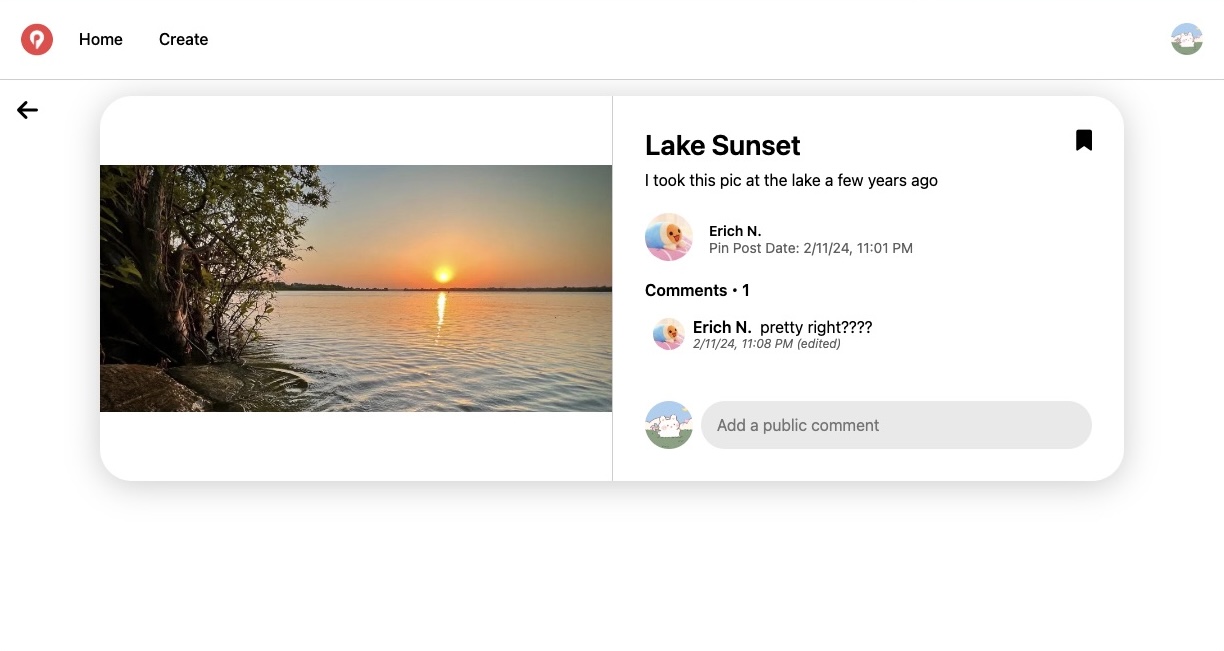 Home
Create
Lake Sunset
I took this pic at the lake a few years ago
Erich N.
Pin Post Date: 2/11/24, 11:01 PM
Comments • 1
Erich N. pretty right????
2/11/24, 11:08 PM (edited)
Add a public comment